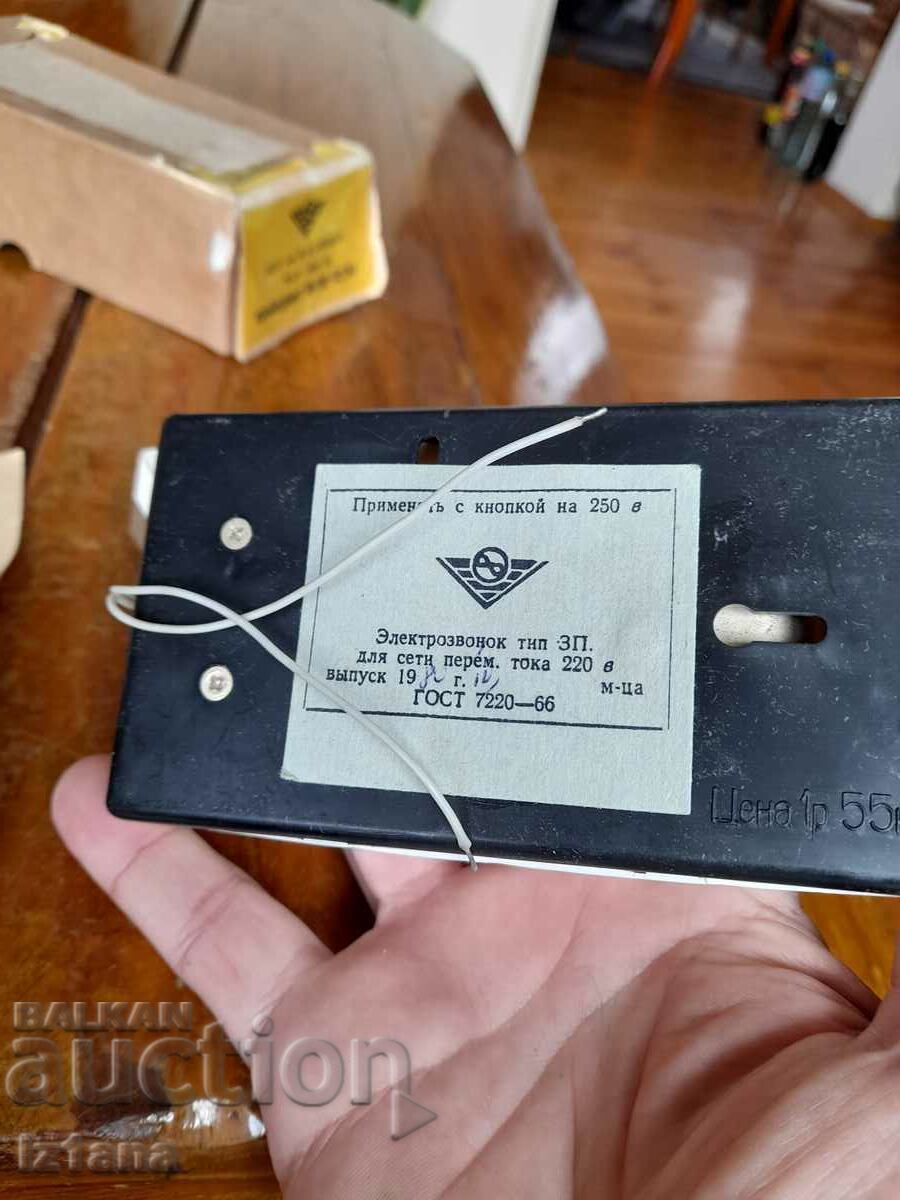 Применять с кнопкой на 250 в
Электрозвонок тип ЗП.
для сети перем. тока 220 в
выпуск 19 г. м-ца
ГОСТ 7220—66
Цена 1р 55
BALKAN
auction
Iztaha